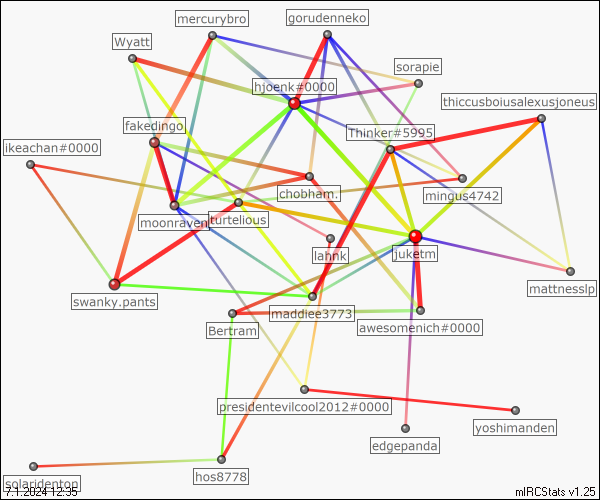 mercurybro
gorudenneko
Wyatt
sorapie
hjoenk#0000
thiccusboiusalexusjoneus
fakedingo
Thinker#5995
ikeachan#0000
chobham.
mingus4742
moonraven
turtelious
lahnk
juketm
mattnesslp
swanky.pants
maddiee3773
Bertram
awesomenich#0000
presidentevilcool2012#0000
yoshimanden
edgepanda
hos8778
solaridenton
7.1.2024 12:35
mIRCStats v1.25